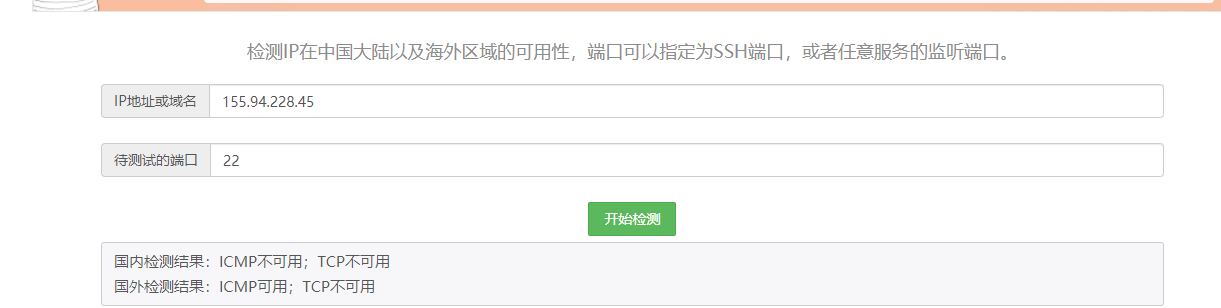 检测IP在中国大陆以及海外区域的可用性，端口可以指定为SSH端口，或者任意服务的监听端口。
IP地址或域名 155.94.228.45
待测试的端口 22
开始检测
国内检测结果：ICMP不可用；TCP不可用
国外检测结果：ICMP可用；TCP不可用